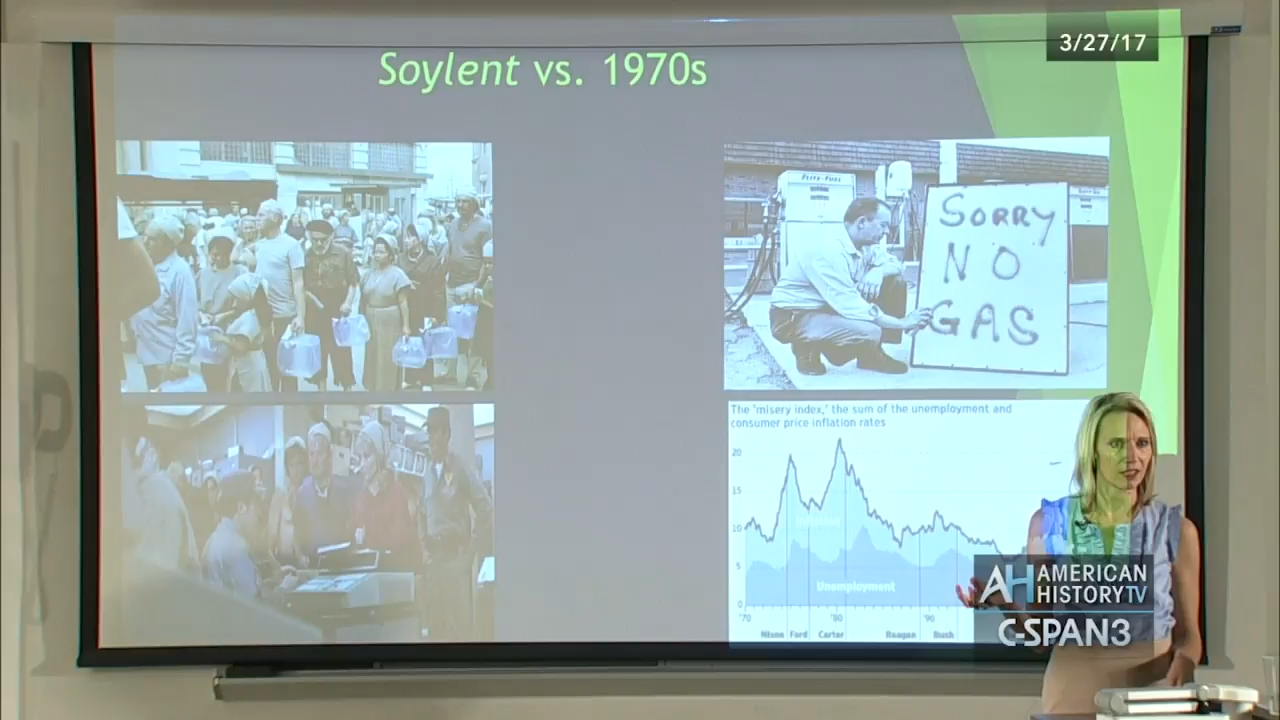 3/27/17
Soylent vs. 1970s
SORRY
NO
GAS
The 'misery index,' the sum of the unemployment and
consumer price inflation rates
20
15
10
5
0
Unemployment
'70 '80 '90
Nixon Ford Carter Reagan Bush
AH AMERICAN
HISTORYTV
C-SPAN3